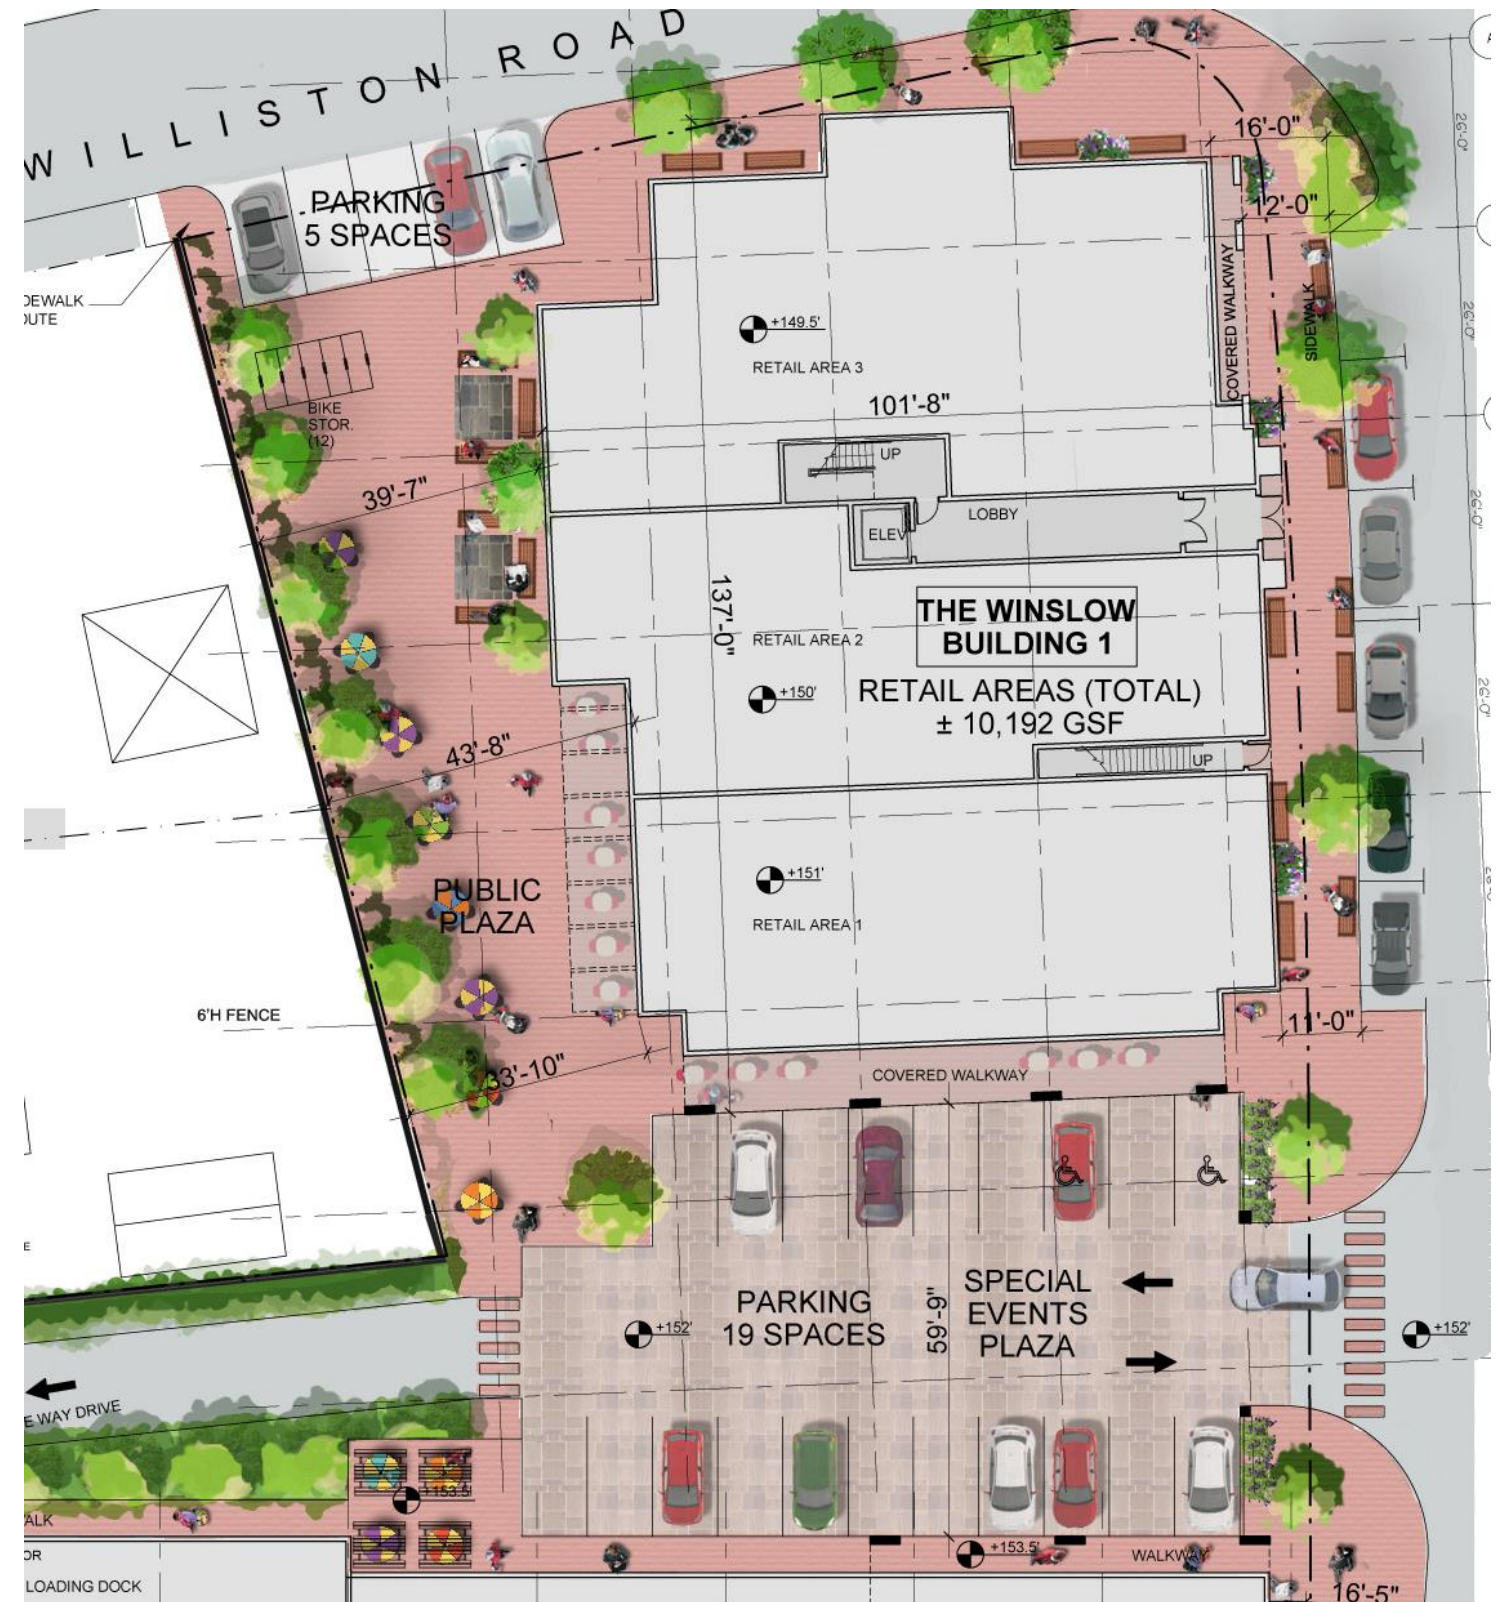 WILLISTON ROAD
PARKING
5 SPACES
16'-0"
12'-0"
26'-0"
COVERED WALKWAY
SIDEWALK
26'-0"
+149.5'
RETAIL AREA 3
101'-8"
BIKE
STOR.
(12)
39'-7"
UP
LOBBY
ELEV
26'-0"
137'-0"
THE WINSLOW
BUILDING 1
RETAIL AREA 2
+150'
RETAIL AREAS (TOTAL)
± 10,192 GSF
26'-0"
43'-8"
UP
+151'
RETAIL AREA 1
PUBLIC
PLAZA
6'H FENCE
11'-0"
33'-10"
COVERED WALKWAY
PARKING
19 SPACES
SPECIAL
EVENTS
PLAZA
59'-9"
+152'
+152'
WAY DRIVE
+153.5'
+153.5'
WALKWAY
LOADING DOCK
16'-5"